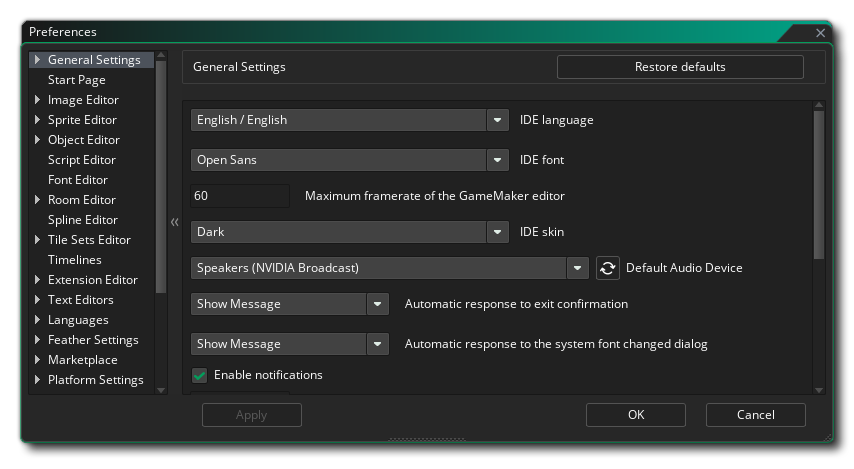 Preferences
General Settings
Start Page
Image Editor
Sprite Editor
Object Editor
Script Editor
Font Editor
Room Editor
Spline Editor
Tile Sets Editor
Timelines
Extension Editor
Text Editors
Languages
Feather Settings
Marketplace
Platform Settings
General Settings
Restore defaults
English / English
IDE language
Open Sans
IDE font
60
Maximum framerate of the GameMaker editor
Dark
IDE skin
Speakers (NVIDIA Broadcast)
Default Audio Device
Show Message
Automatic response to exit confirmation
Show Message
Automatic response to the system font changed dialog
Enable notifications
Apply
OK
Cancel